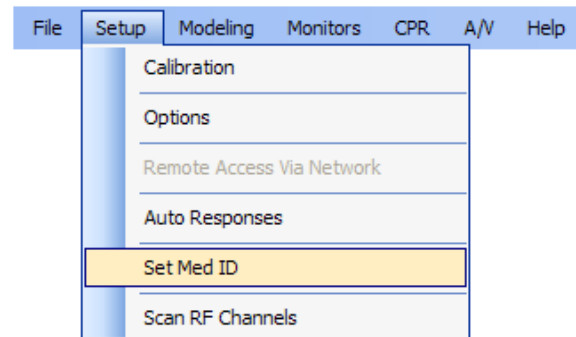 File Setup Modeling Monitors CPR A/V Help
Calibration
Options
Remote Access Via Network
Auto Responses
Set Med ID
Scan RF Channels